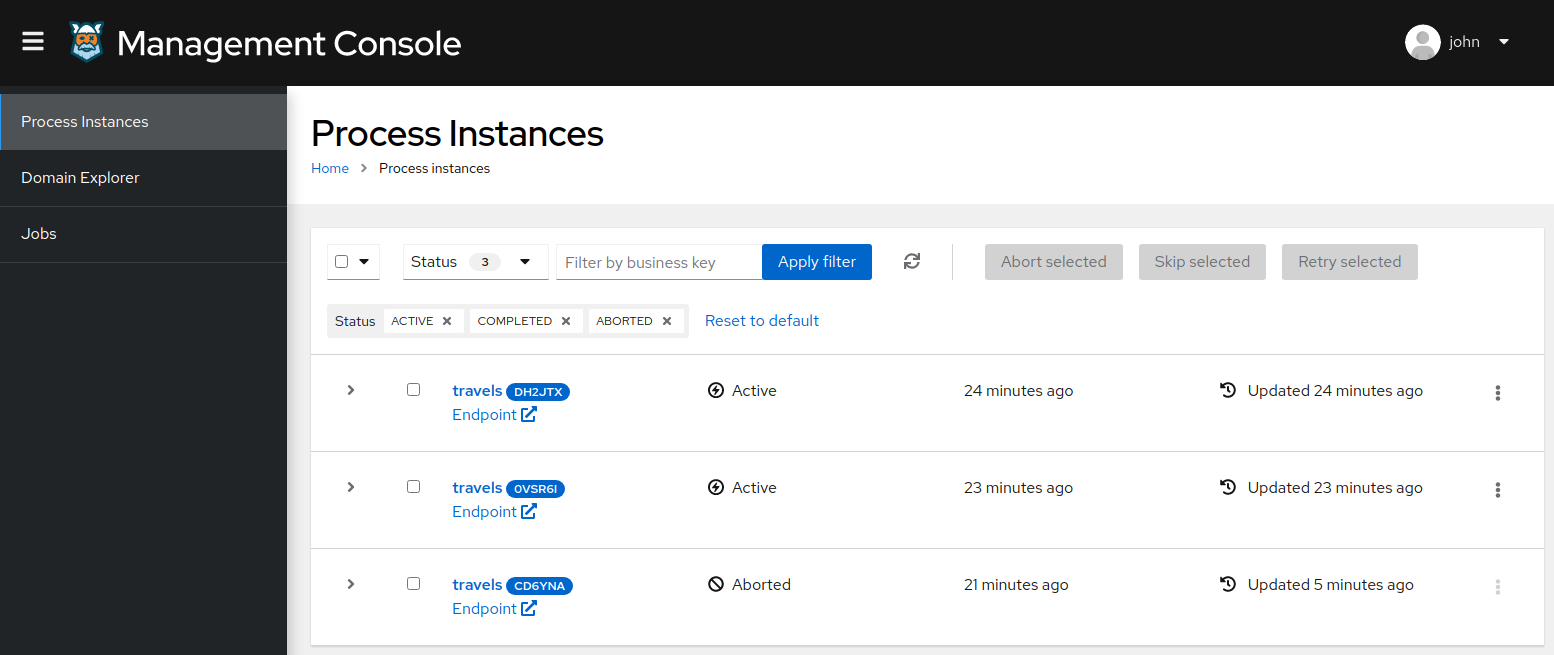 Management Console
john
Process Instances
Domain Explorer
Jobs
Process Instances
Home > Process instances
Status 3 Filter by business key Apply filter Abort selected Skip selected Retry selected
Status ACTIVE COMPLETED ABORTED Reset to default
travels DH2JTX Active 24 minutes ago Updated 24 minutes ago
Endpoint
travels 0VSR6I Active 23 minutes ago Updated 23 minutes ago
Endpoint
travels CD6YNA Aborted 21 minutes ago Updated 5 minutes ago
Endpoint